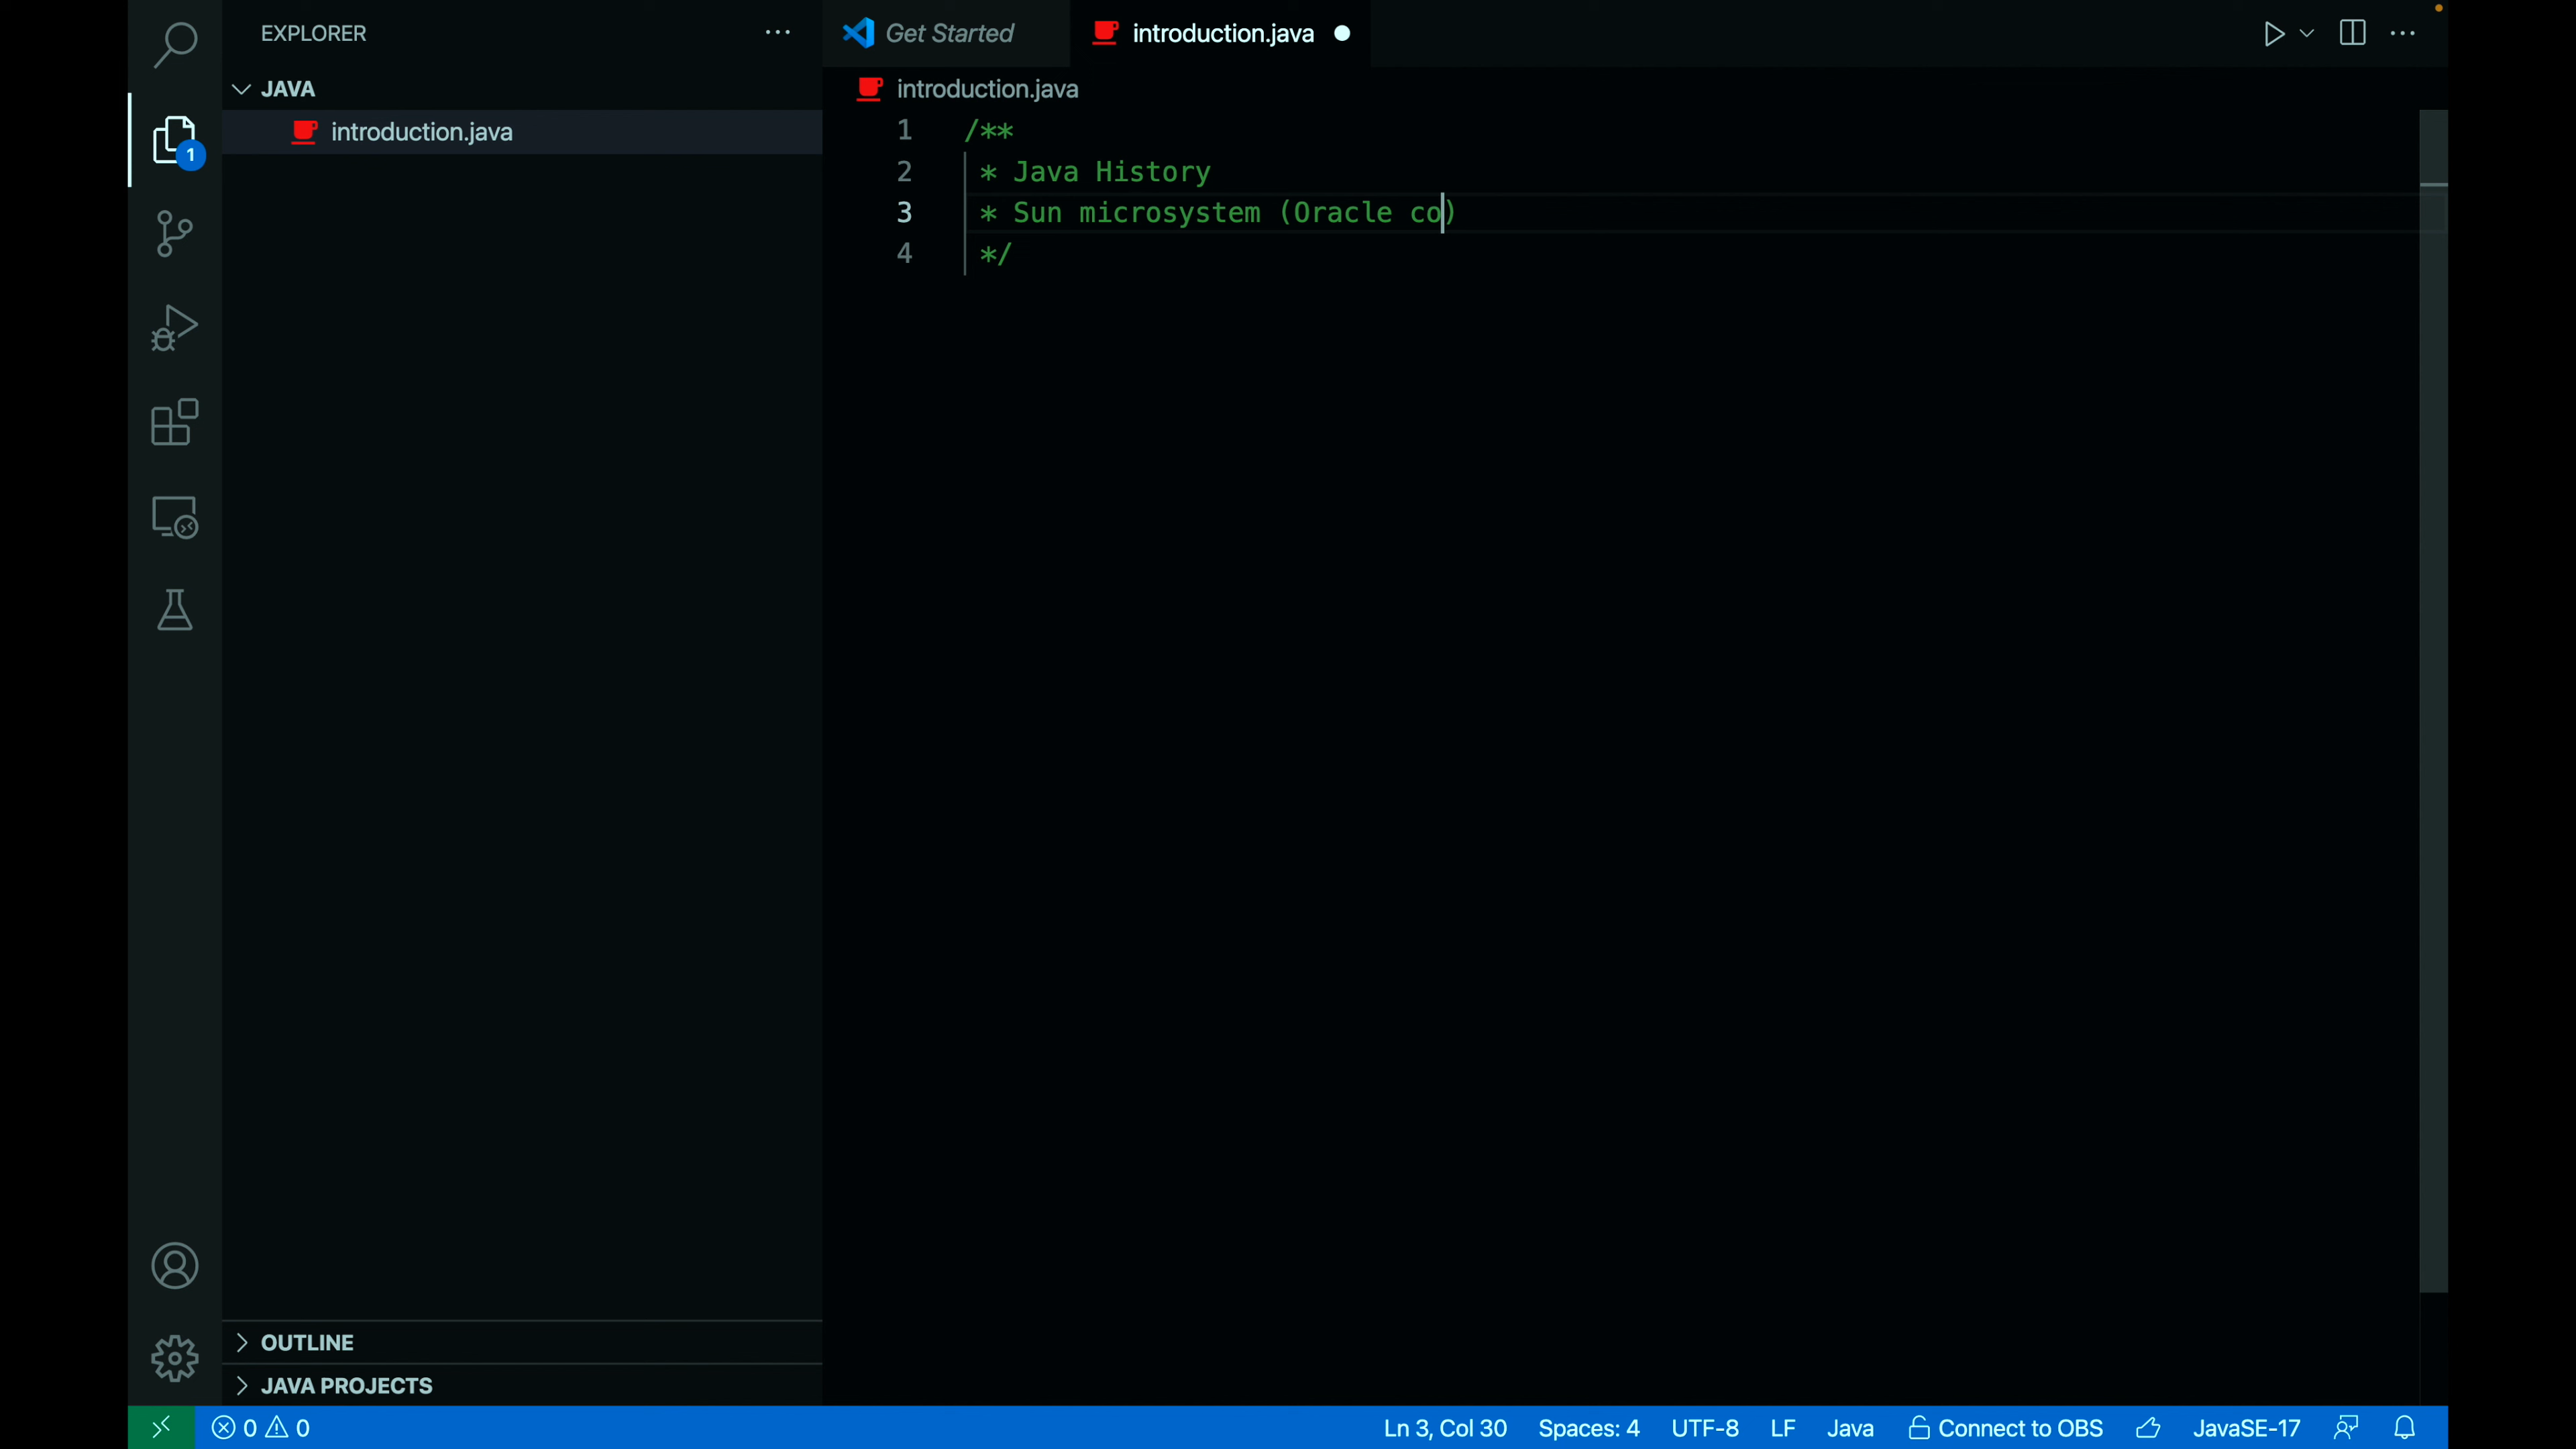 EXPLORER
JAVA
introduction.java
1
OUTLINE
JAVA PROJECTS
Get Started
introduction.java
introduction.java
1 /**
2 * Java History
3 * Sun microsystem (Oracle co)
4 */
0 0 Ln 3, Col 30 Spaces: 4 UTF-8 LF Java Connect to OBS JavaSE-17